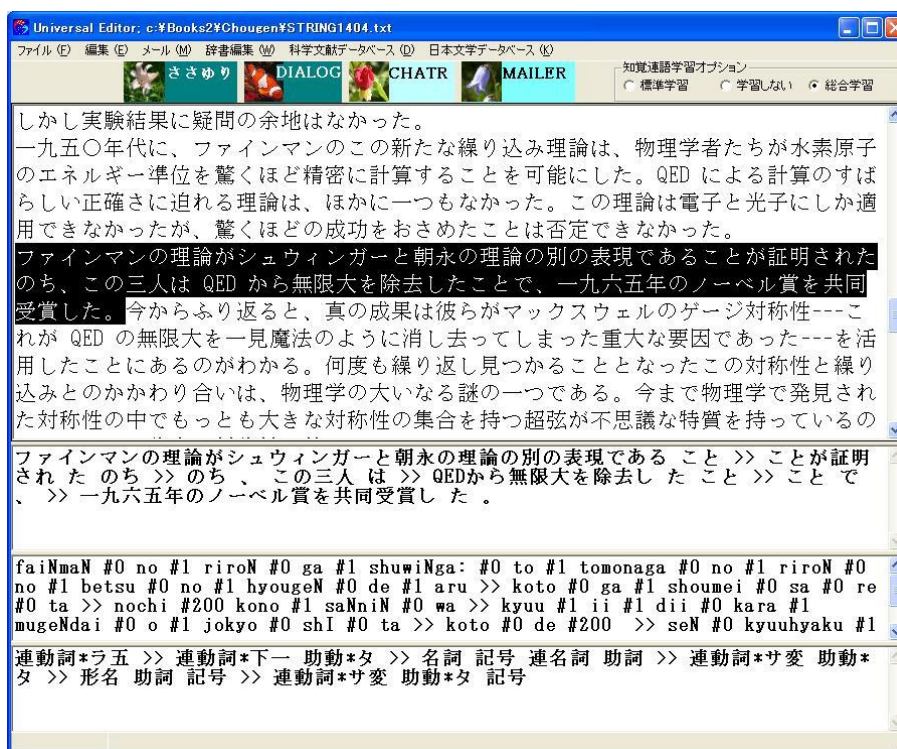 Universal Editor; c:¥Books2¥Chougen¥STRING1404.txt
ファイル (F) 編集 (E) メール (M) 辞書編集 (W) 科学文献データベース (D) 日本文学データベース (K)
ささゆり DIALOG CHATR MAILER
知覚連語学習オプション
標準学習 学習しない 総合学習
しかし実験結果に疑問の余地はなかった。
一九五〇年代に、ファインマンのこの新たな繰り込み理論は、物理学者たちが水素原子
のエネルギー準位を驚くほど精密に計算することを可能にした。QED による計算のすば
らしい正確さに迫れる理論は、ほかに一つもなかった。この理論は電子と光子にしか適
用できなかったが、驚くほどの成功をおさめたことは否定できなかった。
ファインマンの理論がシュウィンガーと朝永の理論の別の表現であることが証明された
のち、この三人は QED から無限大を除去したことで、一九六五年のノーベル賞を共同
受賞した。今からふり返ると、真の成果は彼らがマックスウェルのゲージ対称性---こ
れが QED の無限大を一見魔法のように消し去ってしまった重大な要因であった---を活
用したことにあるのがわかる。何度も繰り返し見つかることとなったこの対称性と繰り
込みとのかかわり合いは、物理学の大いなる謎の一つである。今まで物理学で発見され
た対称性の中でもっとも大きな対称性の集合を持つ超弦が不思議な特質を持っているの
ファインマンの理論がシュウィンガーと朝永の理論の別の表現である こと >> ことが証明
され た のち >> のち 、 この三人 は >> QEDから無限大を除去し た こと >> こと で
、 >> 一九六五年のノーベル賞を共同受賞し た 。
faiNmaN #0 no #1 riroN #0 ga #1 shuwiNga: #0 to #1 tomonaga #0 no #1 riroN #0
no #1 betsu #0 no #1 hyougeN #0 de #1 aru >> koto #0 ga #1 shoumei #0 sa #0 re
#0 ta >> nochi #200 kono #1 saNniN #0 wa >> kyuu #1 ii #1 dii #0 kara #1
mugeNdai #0 o #1 jokyo #0 shI #0 ta >> koto #0 de #200 >> seN #0 kyuuhyaku #1
連動詞*ラ五 >> 連動詞*下一 助動*タ >> 名詞 記号 連名詞 助詞 >> 連動詞*サ変 助動*
タ >> 形名 助詞 記号 >> 連動詞*サ変 助動*タ 記号